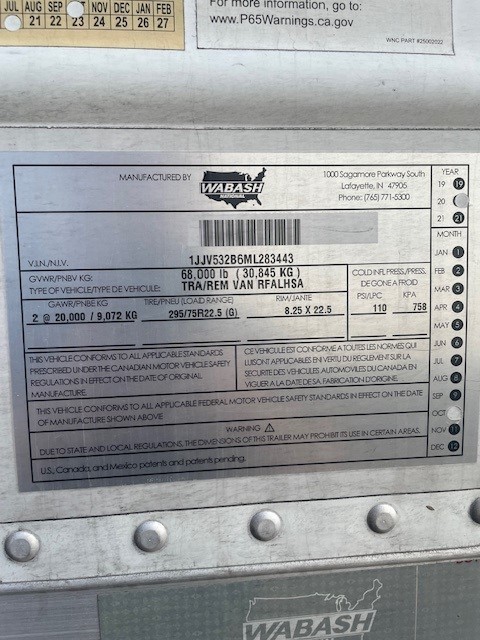 JUL AUG SEP OCT NOV DEC JAN FEB
21 22 23 24 25 26 27
For more information, go to:
www.P65Warnings.ca.gov
WNC PART #25002022
MANUFACTURED BY
WABASH
NATIONAL
1000 Sagamore Parkway South
Lafayette, IN 47905
Phone: (765) 771-5300
YEAR
19 19
20
21 21
MONTH
JAN 1
FEB 2
MAR 3
APR 4
MAY 5
JUN 6
JUL 7
AUG 8
SEP 9
OCT
NOV 11
DEC 12
V.I.N/N.I.V. 1JJV532B6ML283443
GVWR/PNBV KG: 68,000 lb (30,845 KG)
TYPE OF VEHICLE/TYPE DE VEHICULE: TRA/REM VAN RFALHSA
COLD INFL PRESS./PRESS.
DE GONF A FROID
PSI/LPC KPA
GAWR/PNBE KG TIRE/PNEU (LOAD RANGE) RIM/JANTE
2 @ 20,000 / 9,072 KG 295/75R22.5 (G) 8.25 X 22.5 110 758
THIS VEHICLE CONFORMS TO ALL APPLICABLE STANDARDS
PRESCRIBED UNDER THE CANADIAN MOTOR VEHICLE SAFETY
REGULATIONS IN EFFECT ON THE DATE OF ORIGINAL
MANUFACTURE.
CE VEHICULE EST CONFORME A TOUTES LES NORMES QUI
LUI SONT APPLICABLES EN VERTU DU REGLEMENT SUR LA
SECURITE DES VEHICULES AUTOMOBILES DU CANADA EN
VIGUER A LA DATE DE SA FABRICATION D'ORIGINE.
THIS VEHICLE CONFORMS TO ALL APPLICABLE FEDERAL MOTOR VEHICLE SAFETY STANDARDS IN EFFECT ON THE DATE
OF MANUFACTURE SHOWN ABOVE
WARNING
DUE TO STATE AND LOCAL REGULATIONS, THE DIMENSIONS OF THIS TRAILER MAY PROHIBIT ITS USE IN CERTAIN AREAS.
U.S., Canada, and Mexico patents and patents pending.
WABASH